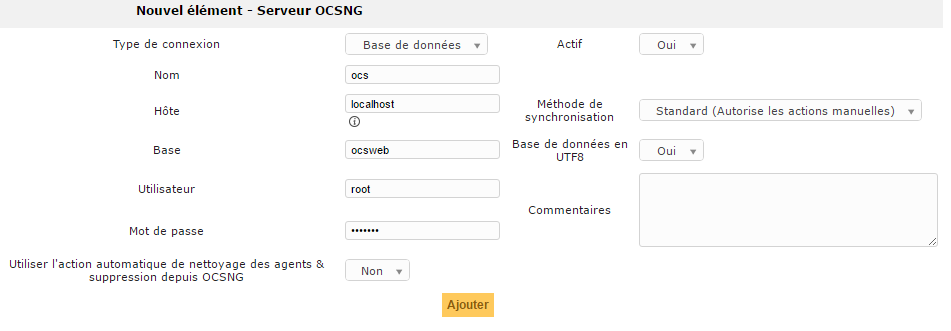 Nouvel élément - Serveur OCSNG
Type de connexion Base de données Actif Oui
Nom ocs
Hôte localhost Méthode de synchronisation Standard (Autorise les actions manuelles)
Base ocsweb Base de données en UTF8 Oui
Utilisateur root
Commentaires
Mot de passe •••••••
Utiliser l'action automatique de nettoyage des agents &
suppression depuis OCSNG Non
Ajouter